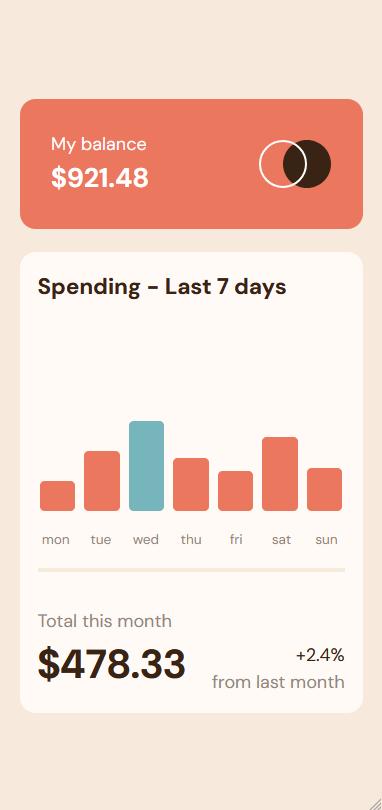 My balance
$921.48
Spending - Last 7 days
mon tue wed thu fri sat sun
Total this month
$478.33
+2.4%
from last month